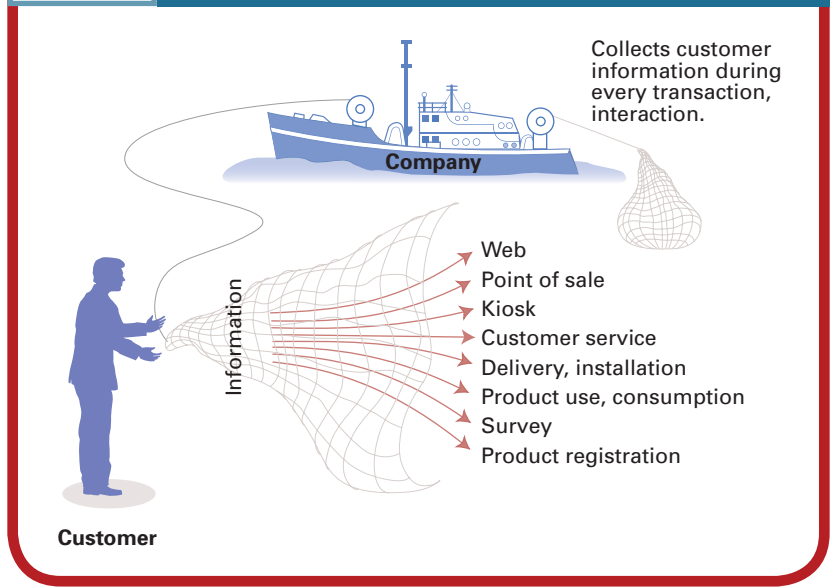 Collects customer
information during
every transaction,
interaction.
Company
Information
Web
Point of sale
Kiosk
Customer service
Delivery, installation
Product use, consumption
Survey
Product registration
Customer